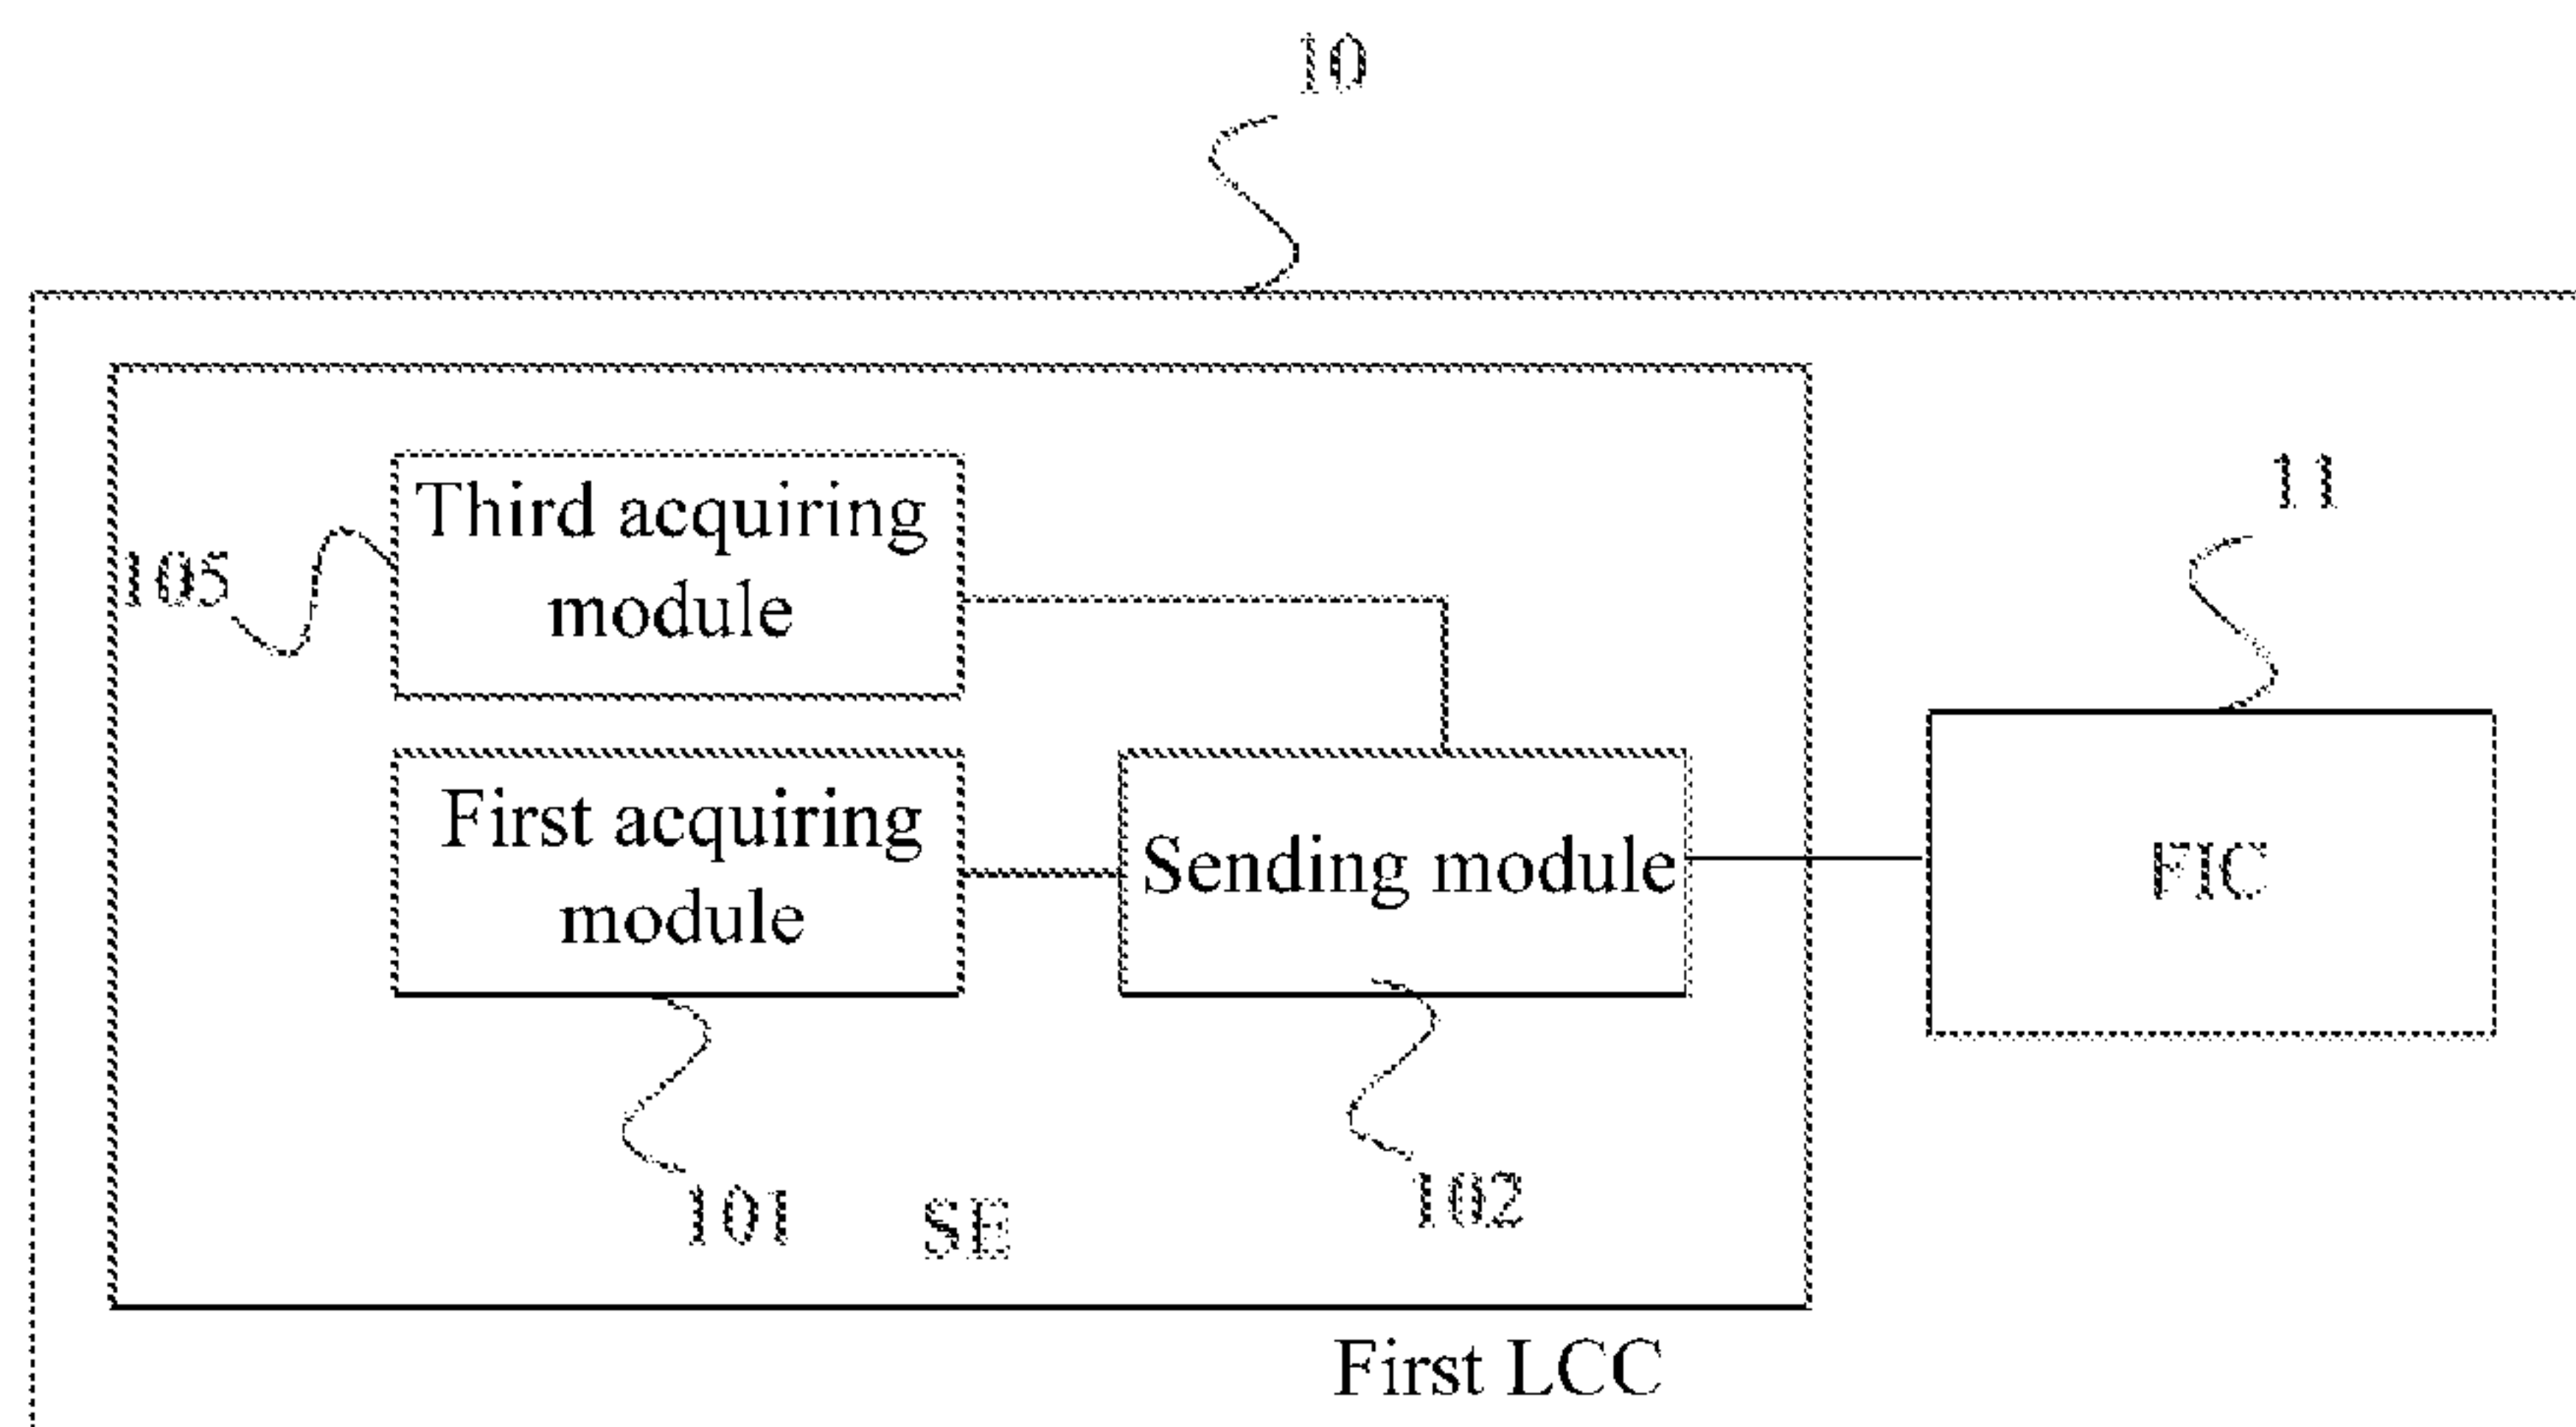 10
11
Third acquiring
module
105
First acquiring
module
Sending module
FIC
101
SE
102
First LCC